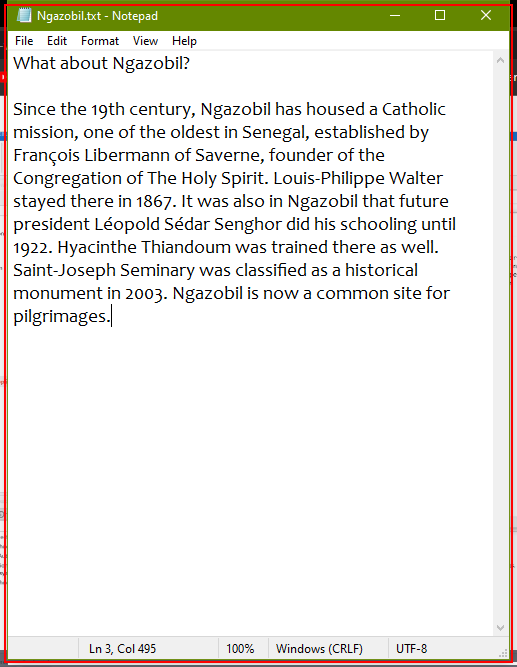 Ngazobil.txt - Notepad
File Edit Format View Help
What about Ngazobil?
Since the 19th century, Ngazobil has housed a Catholic
mission, one of the oldest in Senegal, established by
François Libermann of Saverne, founder of the
Congregation of The Holy Spirit. Louis-Philippe Walter
stayed there in 1867. It was also in Ngazobil that future
president Léopold Sédar Senghor did his schooling until
1922. Hyacinthe Thiandoum was trained there as well.
Saint-Joseph Seminary was classified as a historical
monument in 2003. Ngazobil is now a common site for
pilgrimages.
Ln 3, Col 495 100% Windows (CRLF) UTF-8